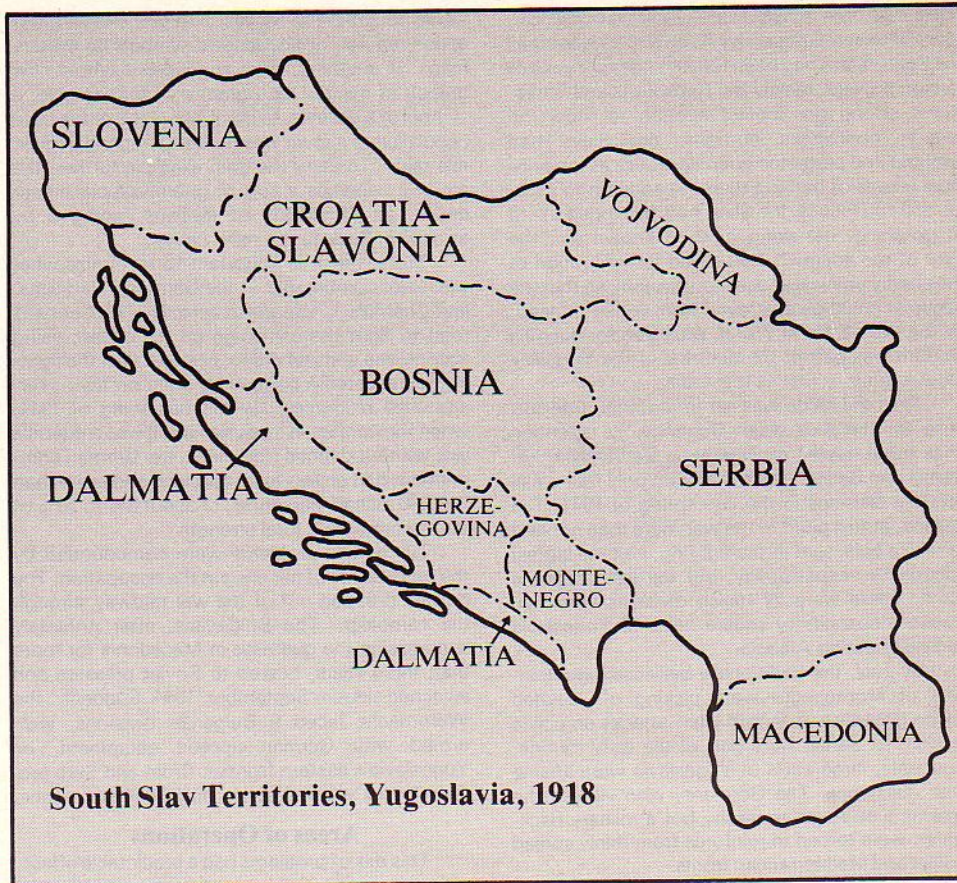 SLOVENIA
CROATIA-
SLAVONIA
VOJVODINA
BOSNIA
DALMATIA
SERBIA
HERZE-
GOVINA
MONTE-
NEGRO
DALMATIA
MACEDONIA
South Slav Territories, Yugoslavia, 1918